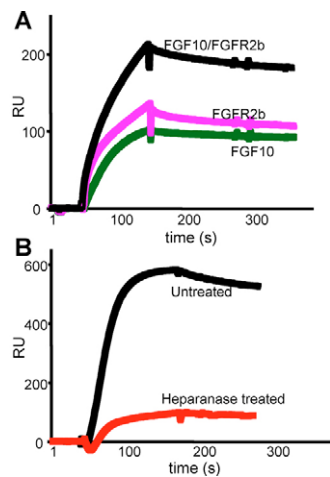 A
FGF10/FGFR2b
200
RU
FGFR2b
100
FGF10
0
1 100 200 300
time (s)
B
600
Untreated
400
RU
200
Heparanase treated
0
1 100 200 300
time (s)